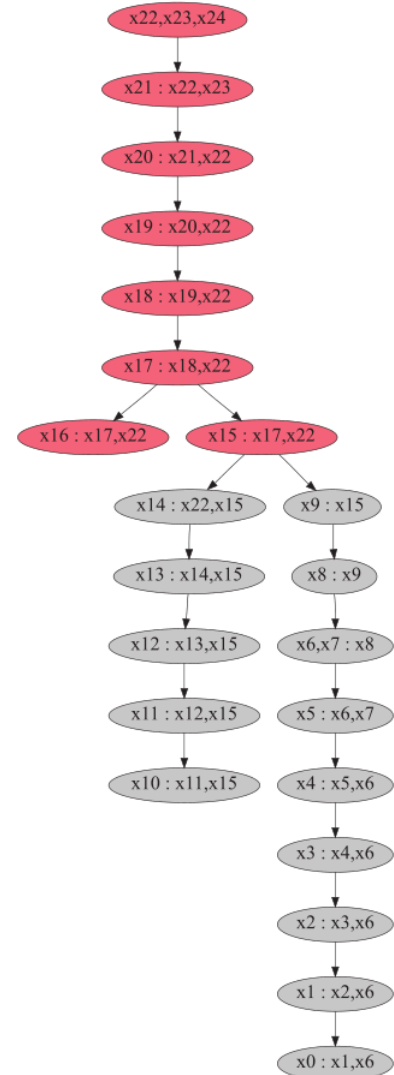 x22,x23,x24
x21 : x22,x23
x20 : x21,x22
x19 : x20,x22
x18 : x19,x22
x17 : x18,x22
x16 : x17,x22
x15 : x17,x22
x14 : x22,x15
x9 : x15
x13 : x14,x15
x8 : x9
x12 : x13,x15
x6,x7 : x8
x11 : x12,x15
x5 : x6,x7
x10 : x11,x15
x4 : x5,x6
x3 : x4,x6
x2 : x3,x6
x1 : x2,x6
x0 : x1,x6